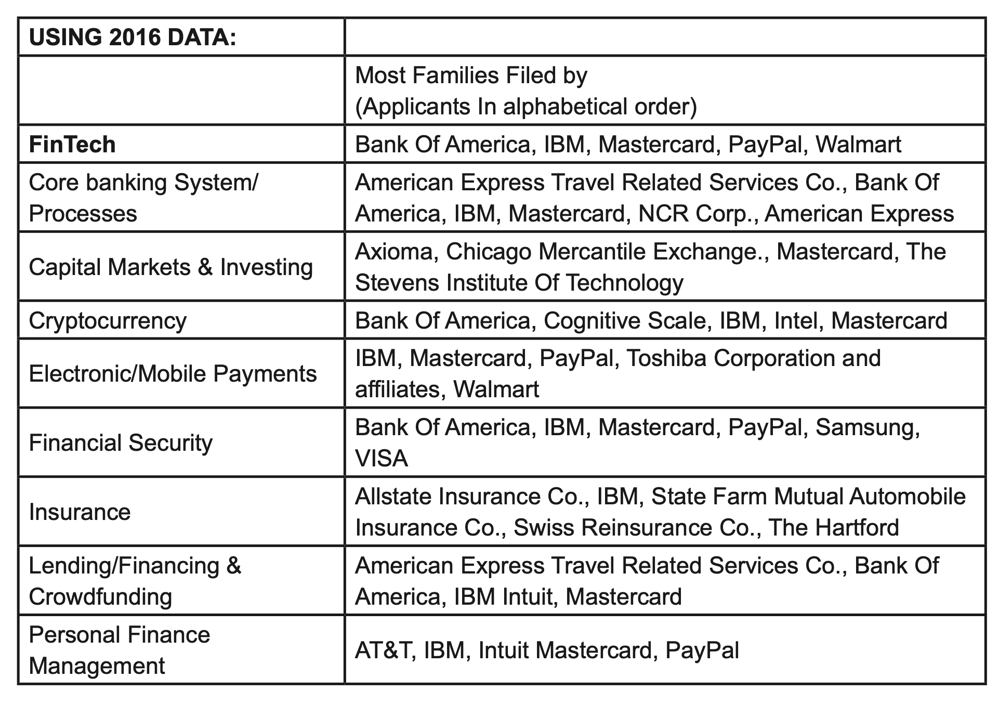 USING 2016 DATA:
Most Families Filed by
(Applicants In alphabetical order)
FinTech
Bank Of America, IBM, Mastercard, PayPal, Walmart
Core banking System/
Processes
American Express Travel Related Services Co., Bank Of
America, IBM, Mastercard, NCR Corp., American Express
Capital Markets & Investing
Axioma, Chicago Mercantile Exchange., Mastercard, The
Stevens Institute Of Technology
Cryptocurrency
Bank Of America, Cognitive Scale, IBM, Intel, Mastercard
Electronic/Mobile Payments
IBM, Mastercard, PayPal, Toshiba Corporation and
affiliates, Walmart
Financial Security
Bank Of America, IBM, Mastercard, PayPal, Samsung,
VISA
Insurance
Allstate Insurance Co., IBM, State Farm Mutual Automobile
Insurance Co., Swiss Reinsurance Co., The Hartford
Lending/Financing &
Crowdfunding
American Express Travel Related Services Co., Bank Of
America, IBM Intuit, Mastercard
Personal Finance
Management
AT&T, IBM, Intuit Mastercard, PayPal